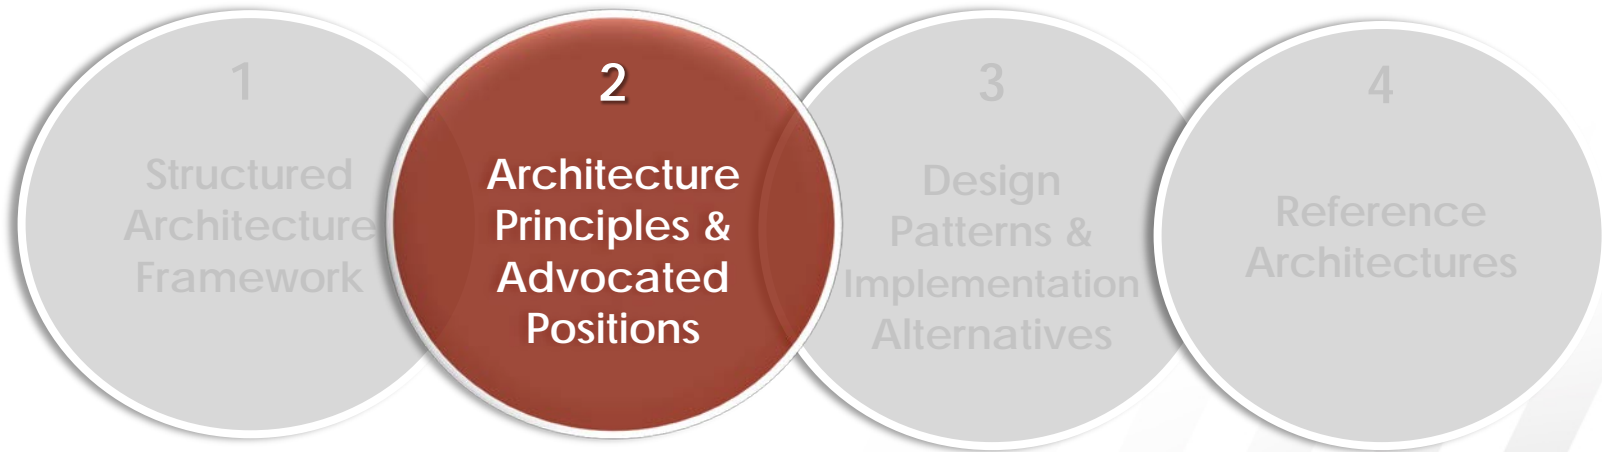 1
Structured
Architecture
Framework
2
Architecture
Principles &
Advocated
Positions
3
Design
Patterns &
Implementation
Alternatives
4
Reference
Architectures